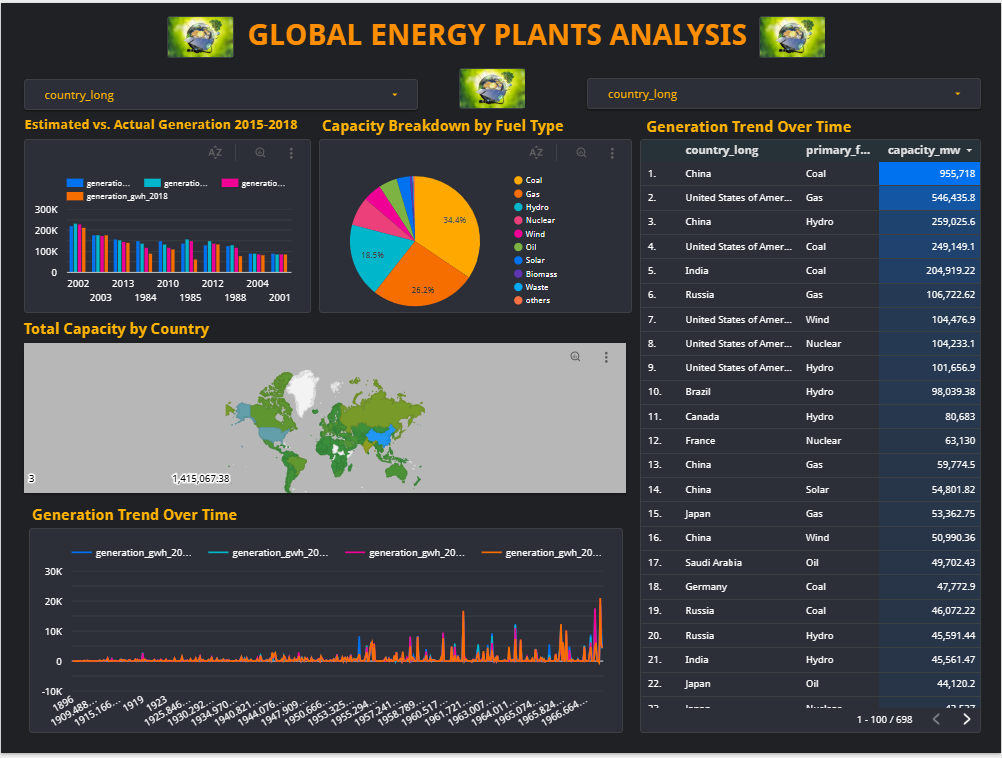 GLOBAL ENERGY PLANTS ANALYSIS
country_long
country_long
Estimated vs. Actual Generation 2015-2018
generatio...
generatio...
generatio...
generation_gwh_2018
300K
200K
100K
0
2002
2013
2010
2012
2004
2003
1984
1985
1988
2001
Capacity Breakdown by Fuel Type
34.4%
26.2%
18.5%
Coal
Gas
Hydro
Nuclear
Wind
Oil
Solar
Biomass
Waste
others
Total Capacity by Country
3
1,415,067.38
Generation Trend Over Time
generation_gwh_20...
generation_gwh_20...
generation_gwh_20...
generation_gwh_20...
30K
20K
10K
0
-10K
1896
1909.488...
1915.166...
1919
1923
1925.846...
1930.292...
1934.970...
1940.821...
1944.076...
1947.909...
1950.666...
1953.325...
1955.294...
1957.241...
1958.789...
1960.517...
1961.721...
1963.007...
1964.011...
1965.074...
1965.824...
1966.664...
Generation Trend Over Time
country_long primary_f... capacity_mw
1. China Coal 955,718
2. United States of Amer... Gas 546,435.8
3. China Hydro 259,025.6
4. United States of Amer... Coal 249,149.1
5. India Coal 204,919.22
6. Russia Gas 106,722.62
7. United States of Amer... Wind 104,476.9
8. United States of Amer... Nuclear 104,233.1
9. United States of Amer... Hydro 101,656.9
10. Brazil Hydro 98,039.38
11. Canada Hydro 80,683
12. France Nuclear 63,130
13. China Gas 59,774.5
14. China Solar 54,801.82
15. Japan Gas 53,362.75
16. China Wind 50,990.36
17. Saudi Arabia Oil 49,702.43
18. Germany Coal 47,772.9
19. Russia Coal 46,072.22
20. Russia Hydro 45,591.44
21. India Hydro 45,561.47
22. Japan Oil 44,120.2
1 - 100 / 698